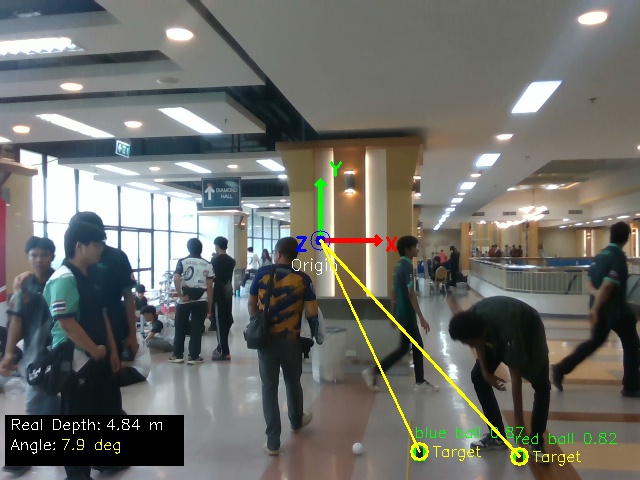 DIAMOND
HALL
Y
Z
X
Origin
blue ball 0.87
red ball 0.82
Target
Target
Real Depth: 4.84 m
Angle: 7.9 deg